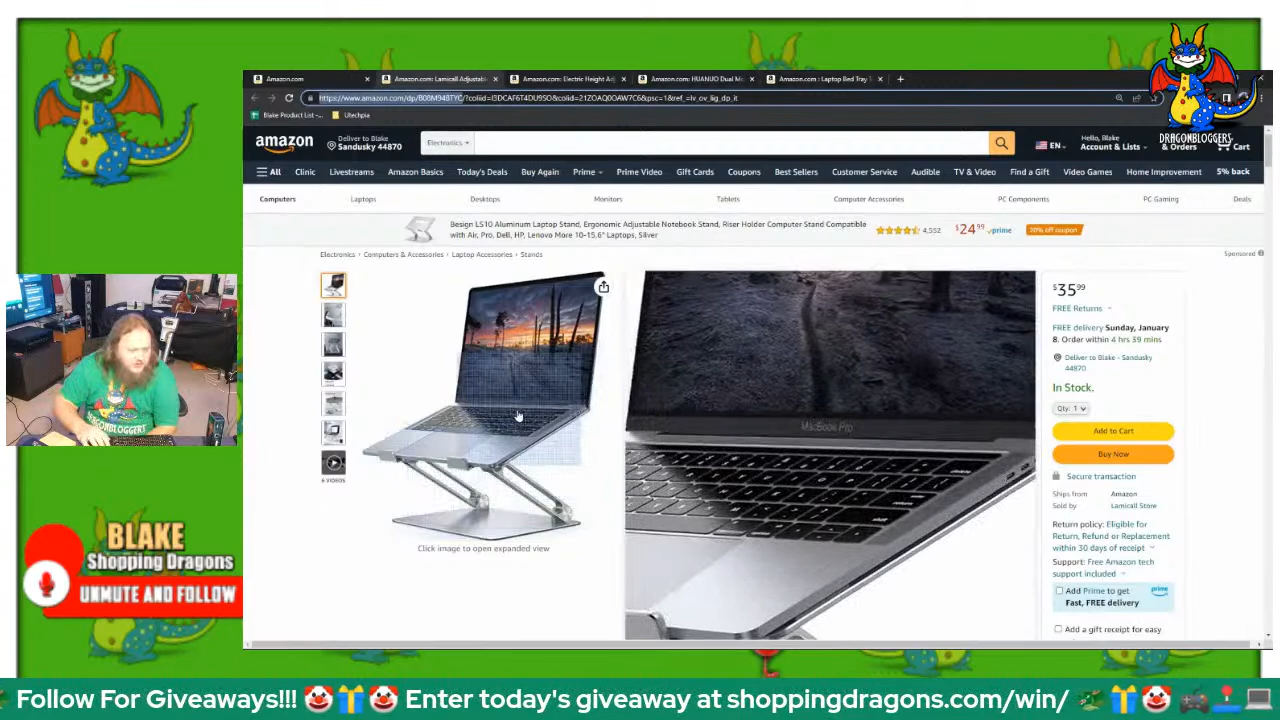 Amazon.com
Amazon.com: Lamicall Adjustable
Amazon.com: Electric Height Adj
Amazon.com: HUANUO Dual Mo
Amazon.com : Laptop Bed Tray T
DRAGONBLOGGERS
Blake Product List -...
Utechpia
amazon
Deliver to Blake
Sandusky 44870
Electronics
EN
Hello, Blake
Account & Lists
& Orders
Cart
All
Clinic
Livestreams
Amazon Basics
Today's Deals
Buy Again
Prime
Prime Video
Gift Cards
Coupons
Best Sellers
Customer Service
Audible
TV & Video
Find a Gift
Video Games
Home Improvement
5% back
Computers
Laptops
Desktops
Monitors
Tablets
Computer Accessories
PC Components
PC Gaming
Deals
Besign LS10 Aluminum Laptop Stand, Ergonomic Adjustable Notebook Stand, Riser Holder Computer Stand Compatible
with Air, Pro, Dell, HP, Lenovo More 10-15.6" Laptops, Silver
4,552
$24.99
prime
20% off coupon
Electronics › Computers & Accessories › Laptop Accessories › Stands
Sponsored
6 VIDEOS
Click image to open expanded view
MacBook Pro
$35.99
FREE Returns
FREE delivery Sunday, January
8. Order within 4 hrs 39 mins
Deliver to Blake - Sandusky
44870
In Stock.
Qty: 1
Add to Cart
Buy Now
Secure transaction
Ships from Amazon
Sold by Lamicall Store
Return policy: Eligible for
Return, Refund or Replacement
within 30 days of receipt
Support: Free Amazon tech
support included
Add Prime to get
Fast, FREE delivery
prime
Add a gift receipt for easy
BLAKE
Shopping Dragons
UNMUTE AND FOLLOW
Follow For Giveaways!!! Enter today's giveaway at shoppingdragons.com/win/